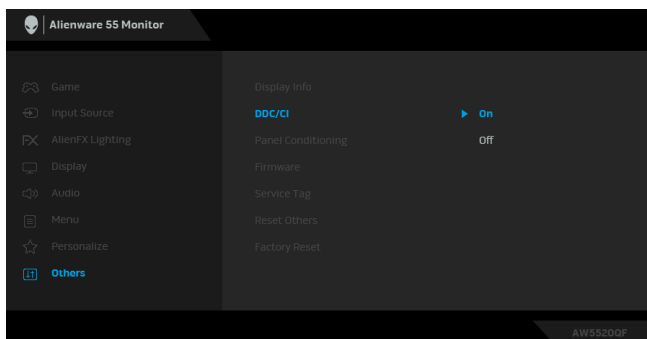 Alienware 55 Monitor
Game
Display Info
Input Source
DDC/CI
On
AlienFX Lighting
Panel Conditioning
Off
Display
Firmware
Audio
Service Tag
Menu
Reset Others
Personalize
Factory Reset
Others
AW5520QF